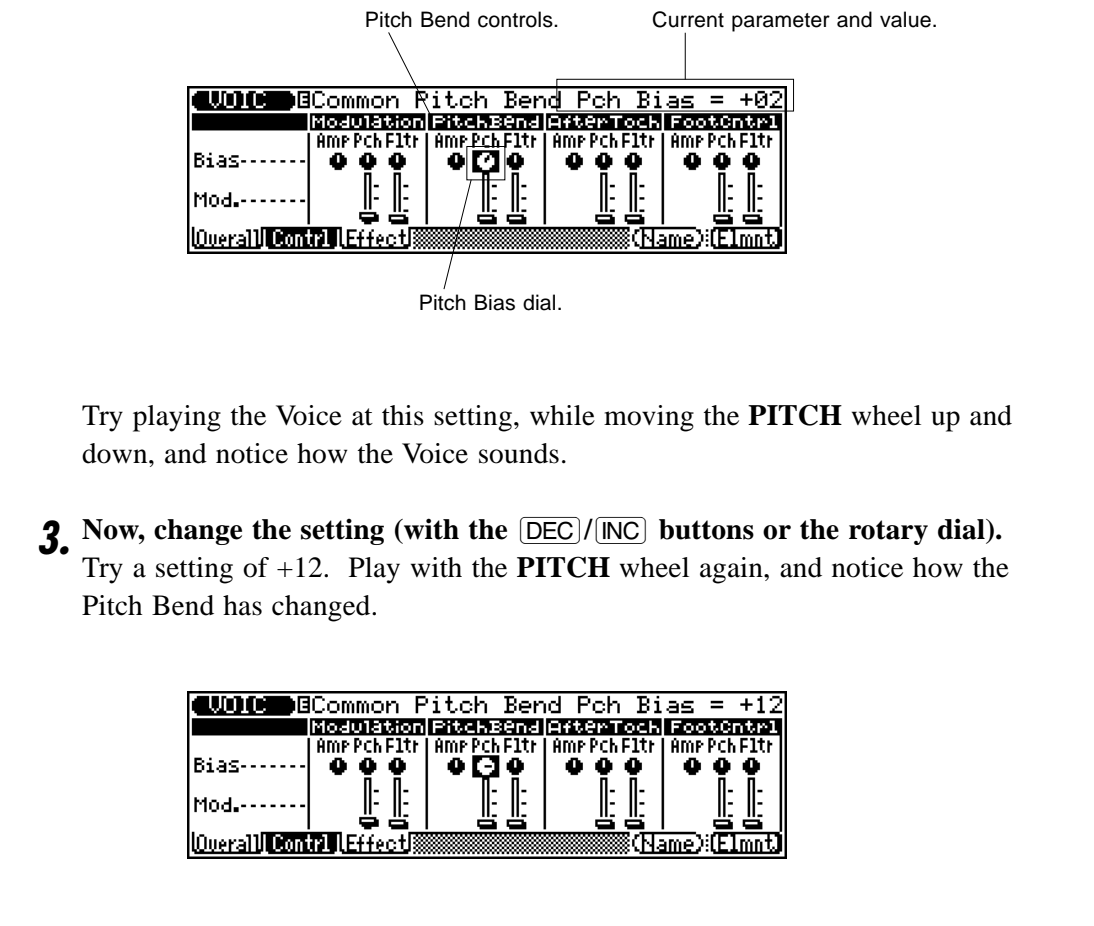 Pitch Bend controls. Current parameter and value.
VOIC ECommon Pitch Bend Pch Bias = +02
Modulation PitchBend AfterToch FootCntrl
Amp Pch Fltr Amp Pch Fltr Amp Pch Fltr Amp Pch Fltr
Bias-------
Mod.-------
Overall Contrl Effect (Name):(Elmnt)
Pitch Bias dial.
Try playing the Voice at this setting, while moving the PITCH wheel up and
down, and notice how the Voice sounds.
3. Now, change the setting (with the DEC/INC buttons or the rotary dial).
Try a setting of +12. Play with the PITCH wheel again, and notice how the
Pitch Bend has changed.
VOIC ECommon Pitch Bend Pch Bias = +12
Modulation PitchBend AfterToch FootCntrl
Amp Pch Fltr Amp Pch Fltr Amp Pch Fltr Amp Pch Fltr
Bias-------
Mod.-------
Overall Contrl Effect (Name):(Elmnt)